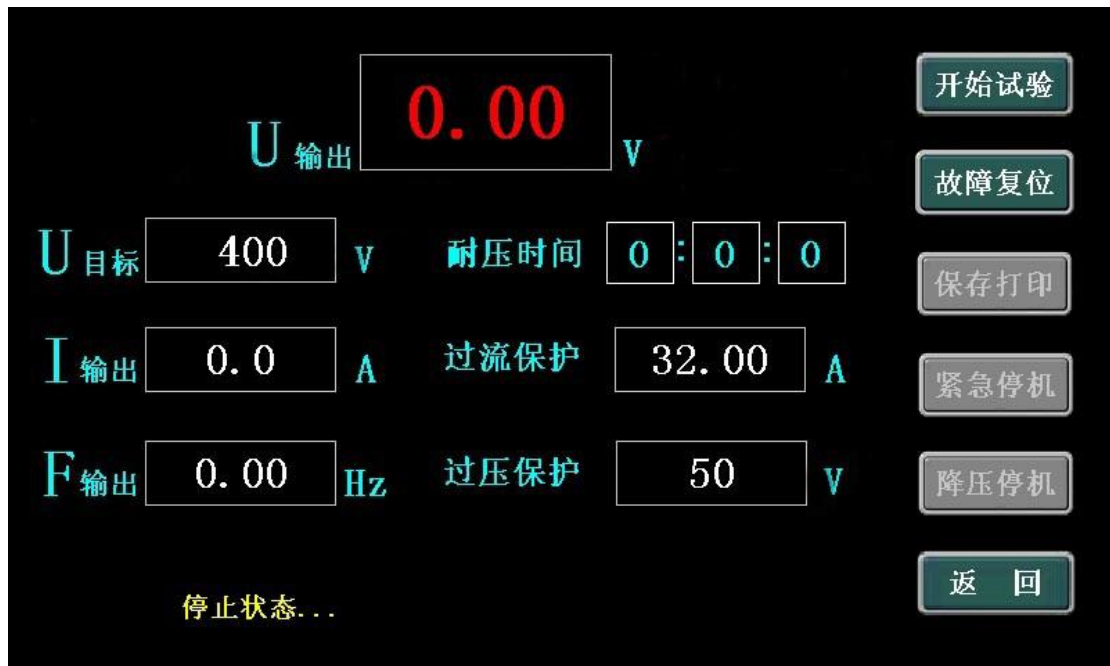 U输出 0.00 V
U目标 400 V 耐压时间 0:0:0
I输出 0.0 A 过流保护 32.00 A
F输出 0.00 Hz 过压保护 50 V
停止状态...
开始试验
故障复位
保存打印
紧急停机
降压停机
返 回